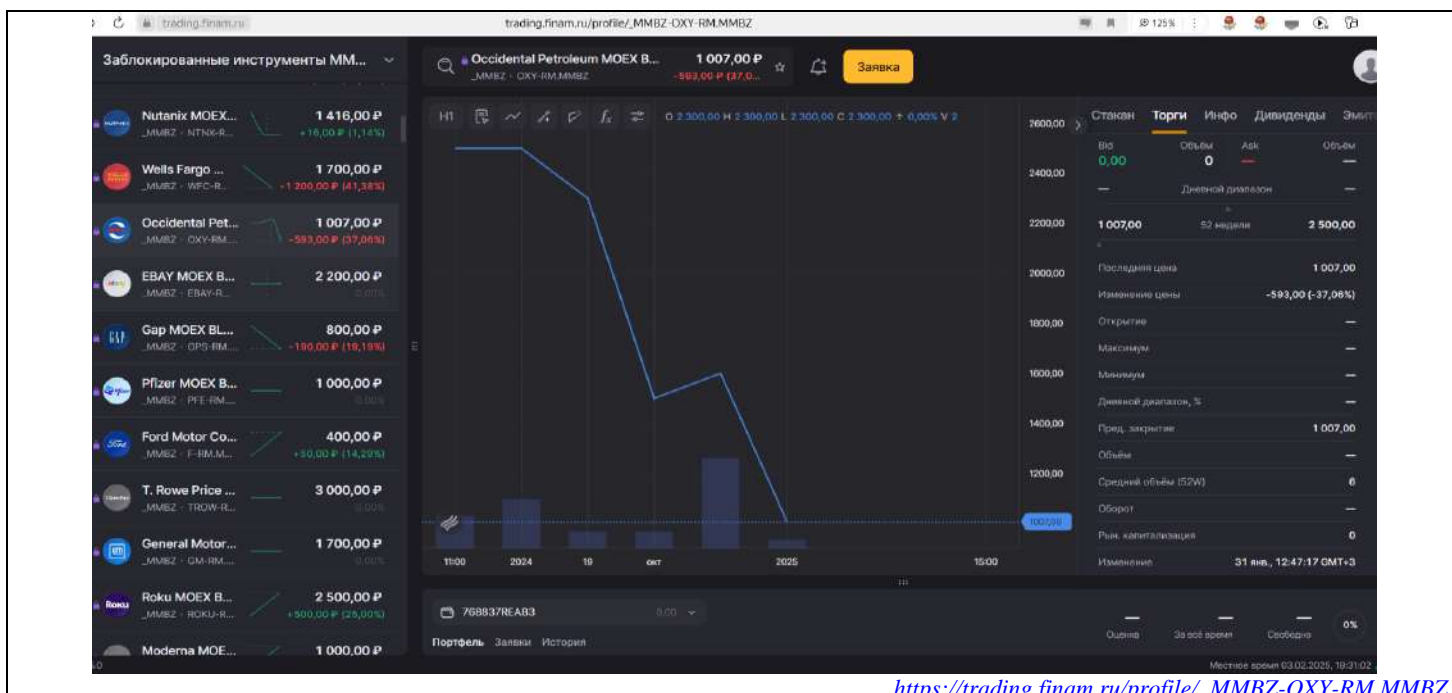 trading.finam.ru
trading.finam.ru/profile/_MMBZ-OXY-RM.MMBZ
125%
Заблокированные инструменты MM...
Occidental Petroleum MOEX B...
1 007,00 ₽
_MMBZ · OXY-RM.MMBZ
-593,00 ₽ (37,0...
Заявка
Nutanix MOEX...
1 416,00 ₽
_MMBZ · NTNX-R...
+16,00 ₽ (1,14%)
Wells Fargo ...
1 700,00 ₽
_MMBZ · WFC-R...
-1 200,00 ₽ (41,38%)
Occidental Pet...
1 007,00 ₽
_MMBZ · OXY-RM....
-593,00 ₽ (37,06%)
EBAY MOEX B...
2 200,00 ₽
_MMBZ · EBAY-R...
0,00%
Gap MOEX BL...
800,00 ₽
_MMBZ · GPS-RM....
-190,00 ₽ (19,19%)
Pfizer MOEX B...
1 000,00 ₽
_MMBZ · PFE-RM....
0,00%
Ford Motor Co...
400,00 ₽
_MMBZ · F-RM.M...
+50,00 ₽ (14,29%)
T. Rowe Price ...
3 000,00 ₽
_MMBZ · TROW-R...
0,00%
General Motor...
1 700,00 ₽
_MMBZ · GM-RM....
0,00%
Roku MOEX B...
2 500,00 ₽
_MMBZ · ROKU-R...
+500,00 ₽ (25,00%)
Moderna MOE...
1 000,00 ₽
H1
O 2 300,00 H 2 300,00 L 2 300,00 C 2 300,00 + 0,00% V 2
2600,00
2400,00
2200,00
2000,00
1800,00
1600,00
1400,00
1200,00
1007,00
11:00 2024 19 окт 2025 15:00
Стакан Торги Инфо Дивиденды Эмит
Bid Объём Ask Объём
0,00 0 — —
— Дневной диапазон —
1 007,00 52 недели 2 500,00
Последняя цена 1 007,00
Изменение цены -593,00 (-37,06%)
Открытие —
Максимум —
Минимум —
Дневной диапазон, % —
Пред. закрытие 1 007,00
Объём —
Средний объём (52W) 6
Оборот —
Рын. капитализация 0
Изменение 31 янв., 12:47:17 GMT+3
768837REAB3 0,00
Портфель Заявки История
— — —
Оценка За всё время Свободно
0%
Местное время 03.02.2025, 19:31:02
https://trading.finam.ru/profile/_MMBZ-OXY-RM.MMBZ